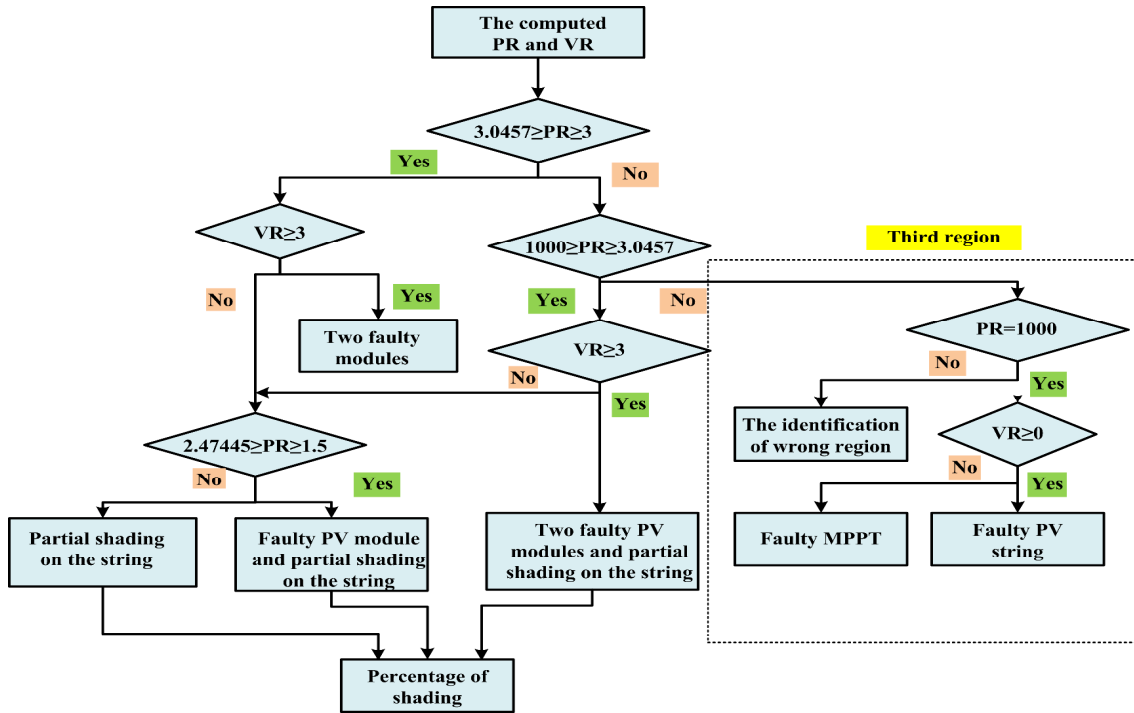 The computed
PR and VR
3.0457≥PR≥3
Yes
No
VR≥3
1000≥PR≥3.0457
Third region
No
Yes
Yes
No
Two faulty
modules
VR≥3
PR=1000
No
Yes
No
Yes
2.47445≥PR≥1.5
The identification
of wrong region
VR≥0
No
Yes
No
Yes
Partial shading
on the string
Faulty PV module
and partial shading
on the string
Two faulty PV
modules and partial
shading on the string
Faulty MPPT
Faulty PV
string
Percentage of
shading